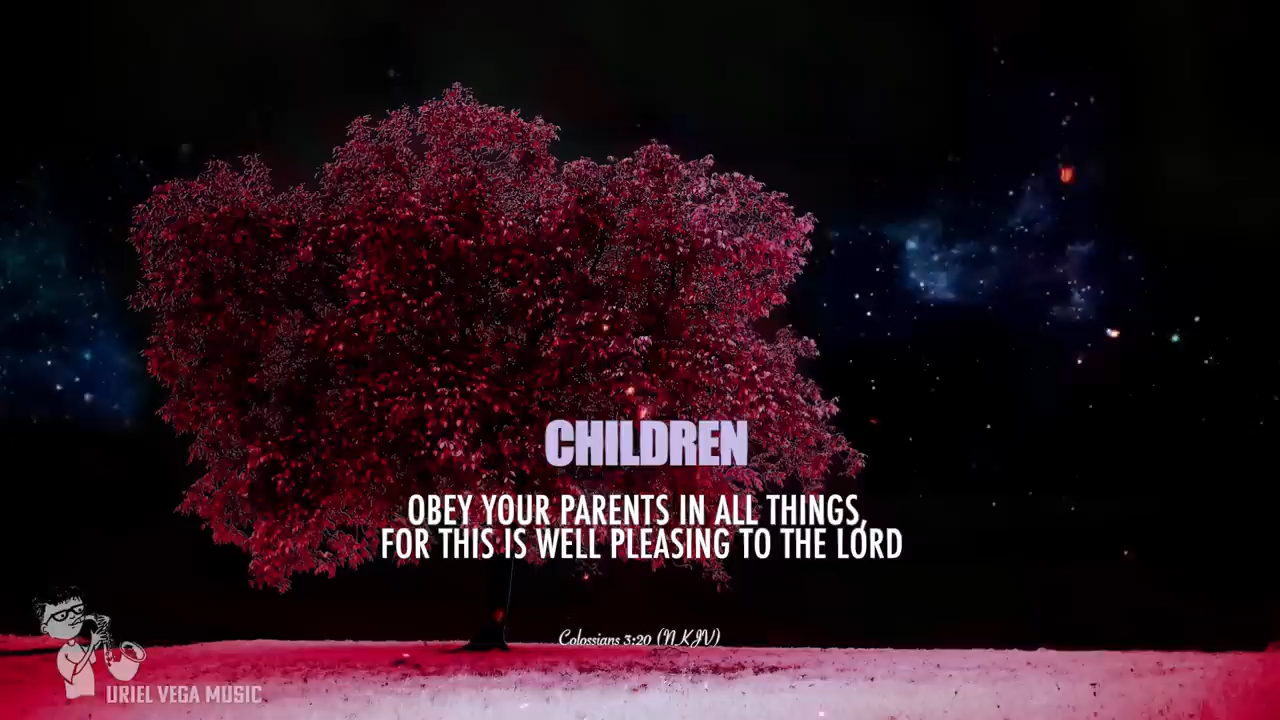 CHILDREN
OBEY YOUR PARENTS IN ALL THINGS,
FOR THIS IS WELL PLEASING TO THE LORD
Colossians 3:20 (NKJV)
URIEL VEGA MUSIC